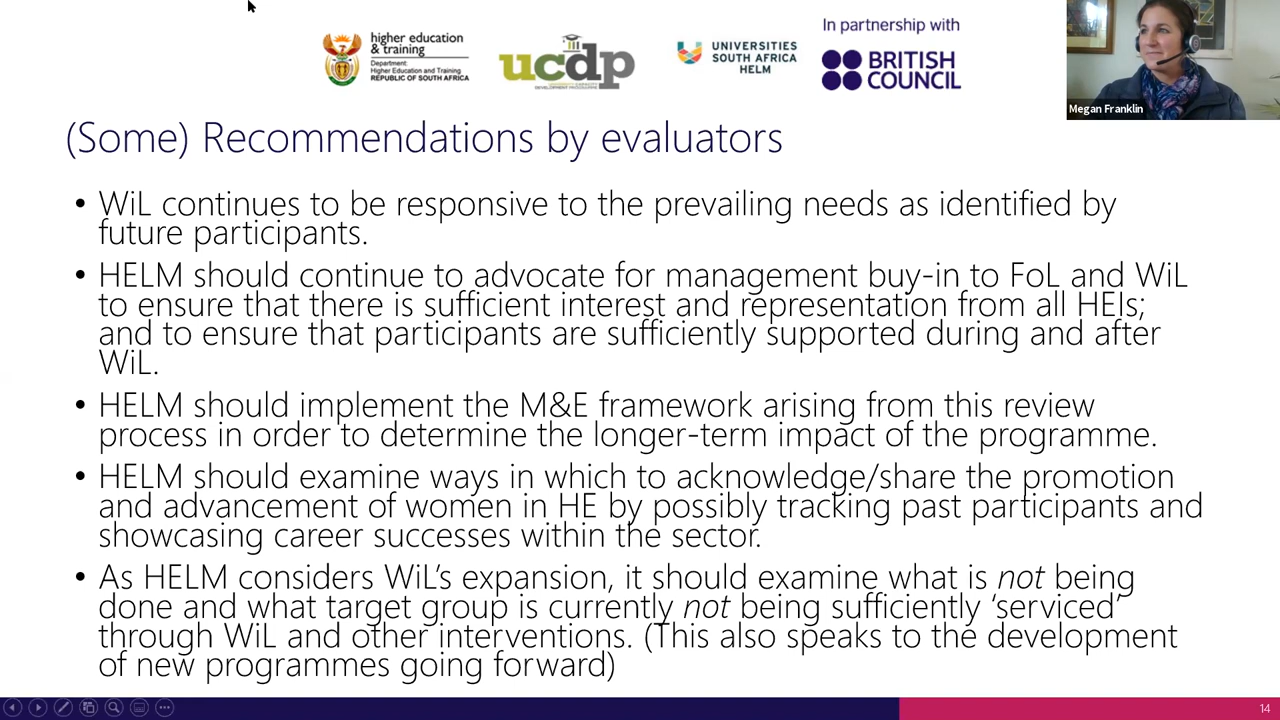 In partnership with
higher education
& training
Department:
Higher Education and Training
REPUBLIC OF SOUTH AFRICA
ucdp
UNIVERSITY CAPACITY
DEVELOPMENT PROGRAMME
UNIVERSITIES
SOUTH AFRICA
HELM
BRITISH
COUNCIL
Megan Franklin
(Some) Recommendations by evaluators
• WiL continues to be responsive to the prevailing needs as identified by
future participants.
• HELM should continue to advocate for management buy-in to FoL and WiL
to ensure that there is sufficient interest and representation from all HEIs;
and to ensure that participants are sufficiently supported during and after
WiL.
• HELM should implement the M&E framework arising from this review
process in order to determine the longer-term impact of the programme.
• HELM should examine ways in which to acknowledge/share the promotion
and advancement of women in HE by possibly tracking past participants and
showcasing career successes within the sector.
• As HELM considers WiL’s expansion, it should examine what is not being
done and what target group is currently not being sufficiently ‘serviced’
through WiL and other interventions. (This also speaks to the development
of new programmes going forward)
14